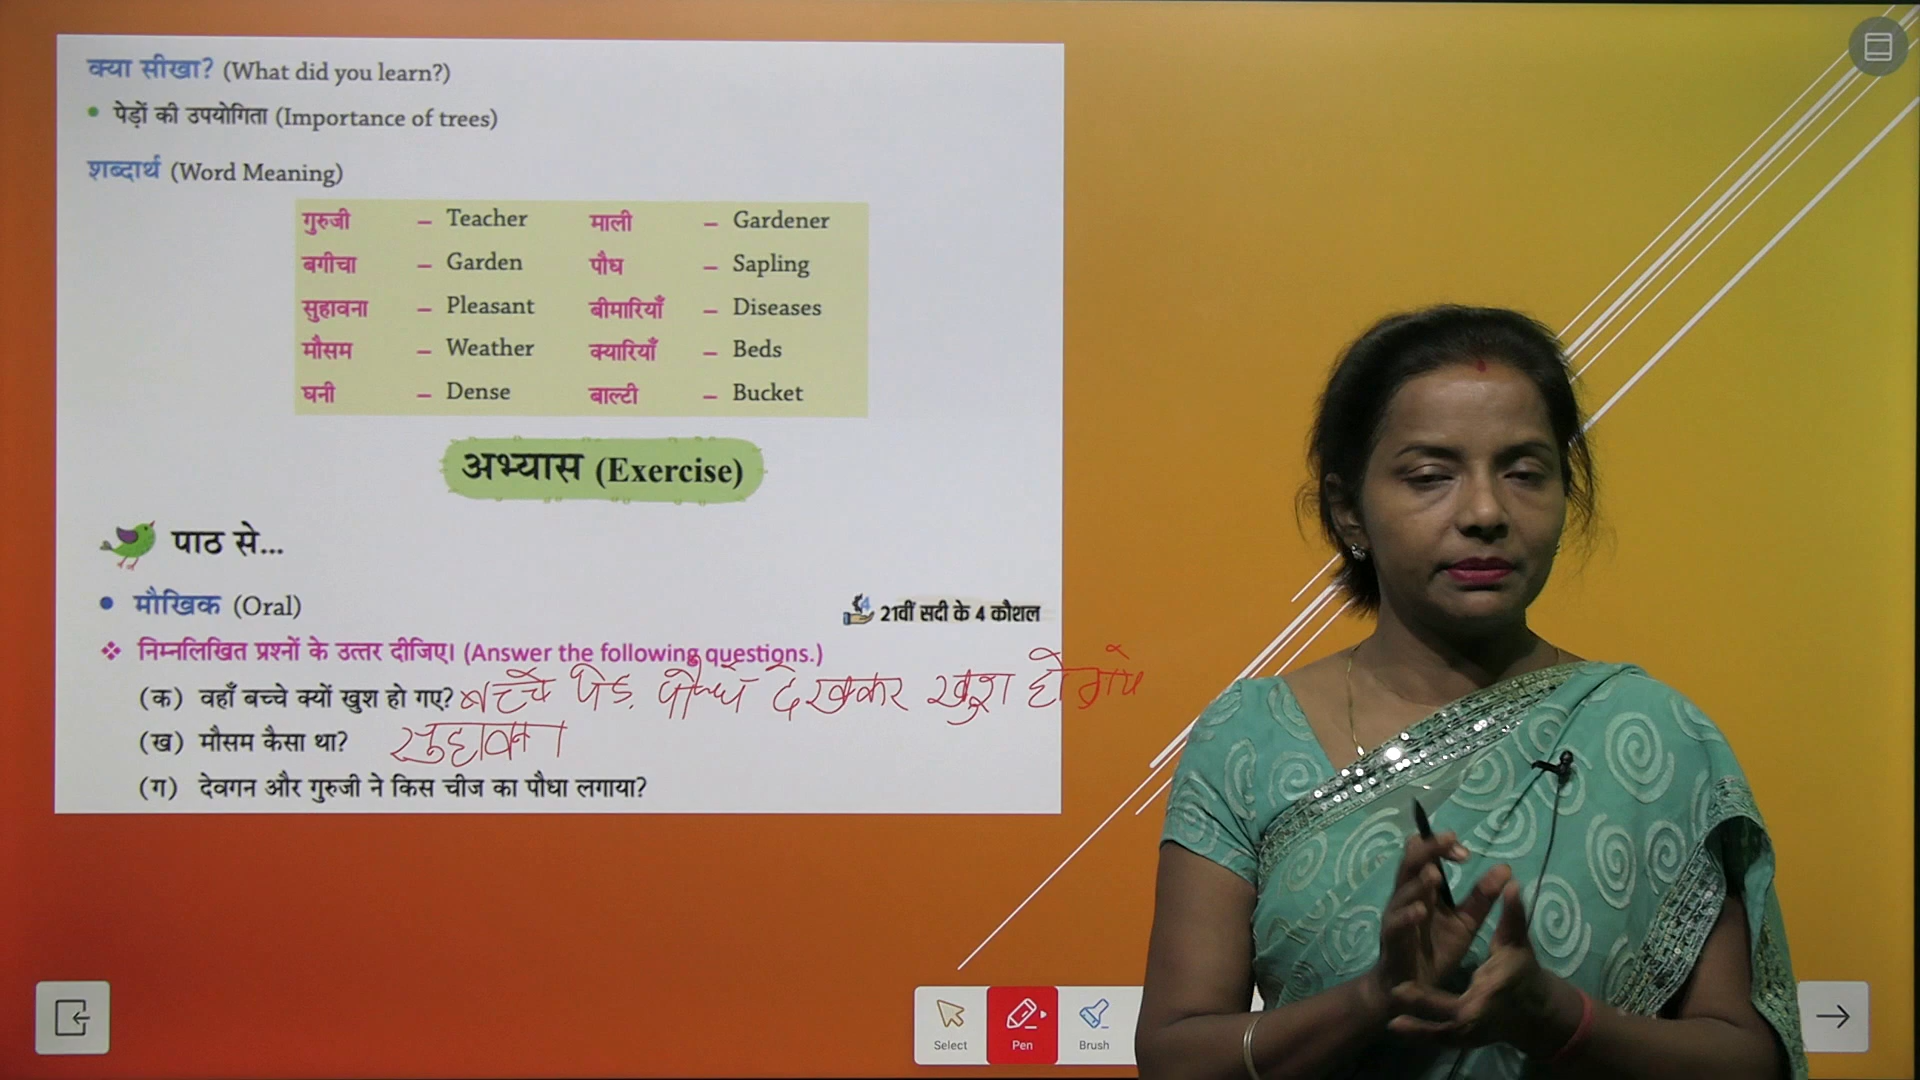 क्या सीखा? (What did you learn?)
• पेड़ों की उपयोगिता (Importance of trees)
शब्दार्थ (Word Meaning)
गुरुजी – Teacher माली – Gardener
बगीचा – Garden पौध – Sapling
सुहावना – Pleasant बीमारियाँ – Diseases
मौसम – Weather क्यारियाँ – Beds
घनी – Dense बाल्टी – Bucket
अभ्यास (Exercise)
पाठ से...
• मौखिक (Oral)
21वीं सदी के 4 कौशल
❖ निम्नलिखित प्रश्नों के उत्तर दीजिए। (Answer the following questions.)
(क) वहाँ बच्चे क्यों खुश हो गए? बच्चे पेड़ पौधे देखकर खुश हो गये
(ख) मौसम कैसा था? सुहावना
(ग) देवगन और गुरुजी ने किस चीज का पौधा लगाया?
Select Pen Brush